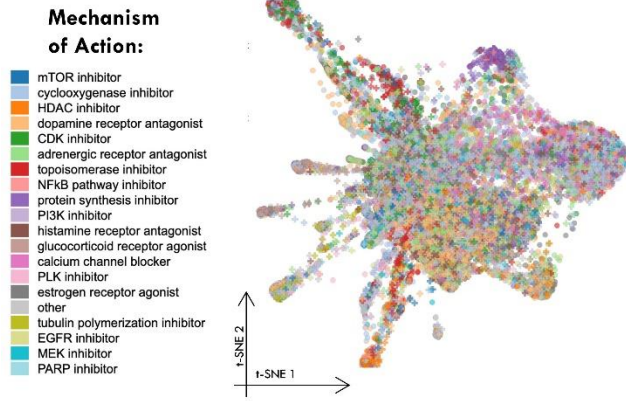 Mechanism
of Action:
mTOR inhibitor
cyclooxygenase inhibitor
HDAC inhibitor
dopamine receptor antagonist
CDK inhibitor
adrenergic receptor antagonist
topoisomerase inhibitor
NFkB pathway inhibitor
protein synthesis inhibitor
PI3K inhibitor
histamine receptor antagonist
glucocorticoid receptor agonist
calcium channel blocker
PLK inhibitor
estrogen receptor agonist
other
tubulin polymerization inhibitor
EGFR inhibitor
MEK inhibitor
PARP inhibitor
t-SNE 2
t-SNE 1